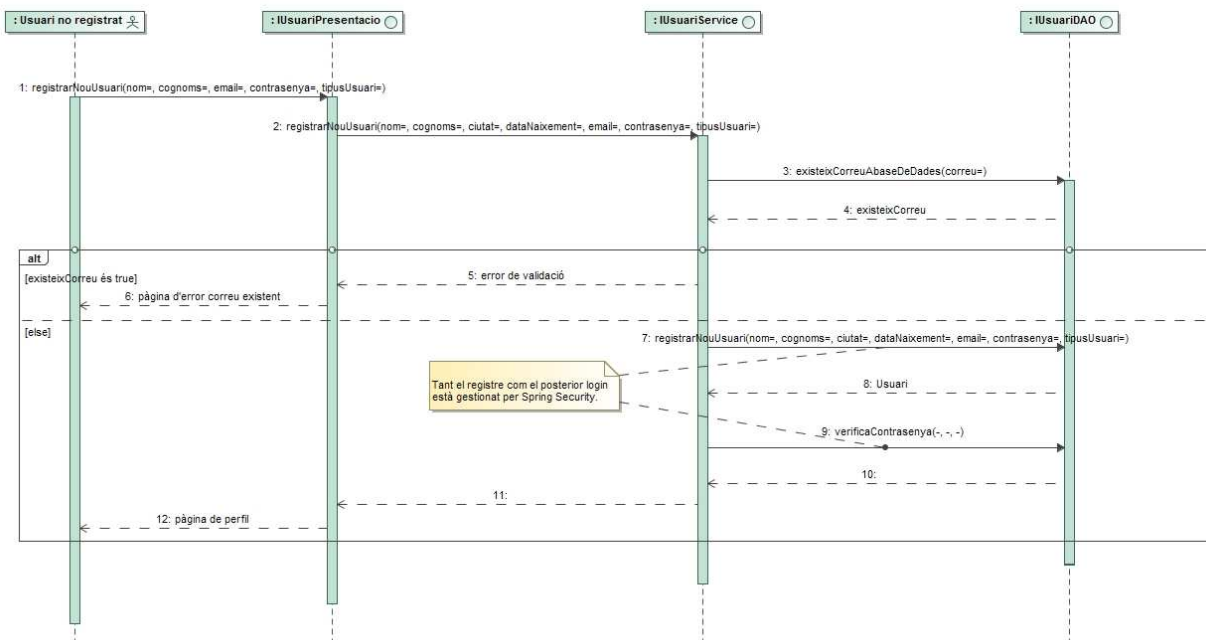 : Usuari no registrat
: IUsuariPresentacio
: IUsuariService
: IUsuariDAO
1: registrarNouUsuari(nom=, cognoms=, email=, contrasenya=, tipusUsuari=)
2: registrarNouUsuari(nom=, cognoms=, ciutat=, dataNaixement=, email=, contrasenya=, tipusUsuari=)
3: existeixCorreuAbaseDeDades(correu=)
4: existeixCorreu
alt
[existeixCorreu és true]
5: error de validació
6: pàgina d'error correu existent
[else]
7: registrarNouUsuari(nom=, cognoms=, ciutat=, dataNaixement=, email=, contrasenya=, tipusUsuari=)
Tant el registre com el posterior login
està gestionat per Spring Security.
8: Usuari
9: verificaContrasenya(-, -, -)
10:
11:
12: pàgina de perfil